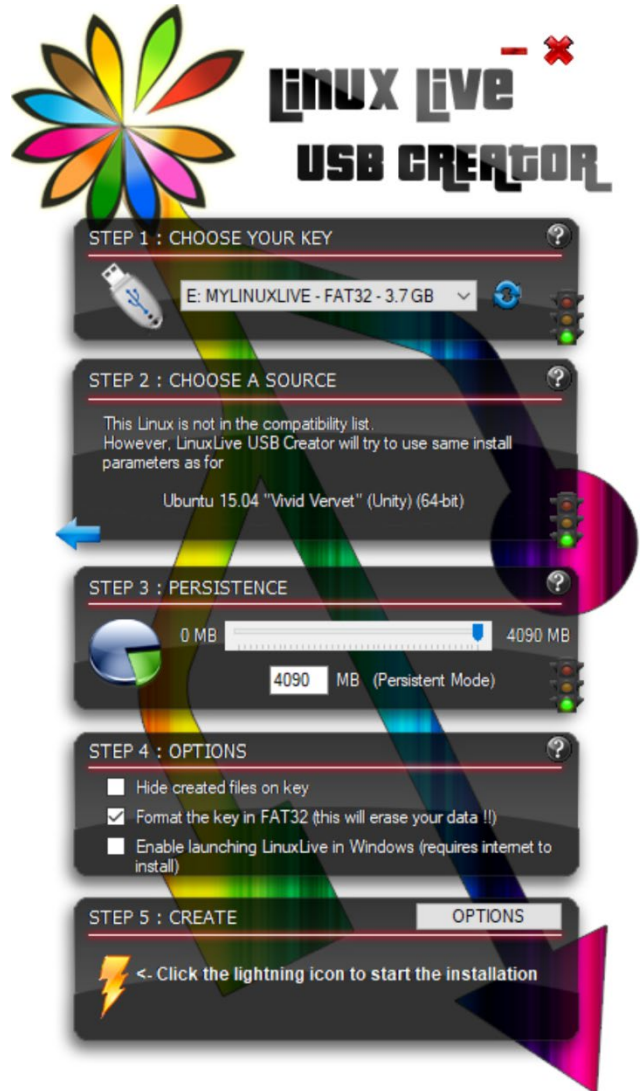 Linux Live
USB CREATOR
STEP 1 : CHOOSE YOUR KEY
?
E: MYLINUXLIVE - FAT32 - 3.7 GB
STEP 2 : CHOOSE A SOURCE
?
This Linux is not in the compatibility list.
However, LinuxLive USB Creator will try to use same install
parameters as for
Ubuntu 15.04 "Vivid Vervet" (Unity) (64-bit)
STEP 3 : PERSISTENCE
?
0 MB
4090 MB
4090 MB (Persistent Mode)
STEP 4 : OPTIONS
?
Hide created files on key
Format the key in FAT32 (this will erase your data !!)
Enable launching LinuxLive in Windows (requires internet to
install)
STEP 5 : CREATE
OPTIONS
<- Click the lightning icon to start the installation